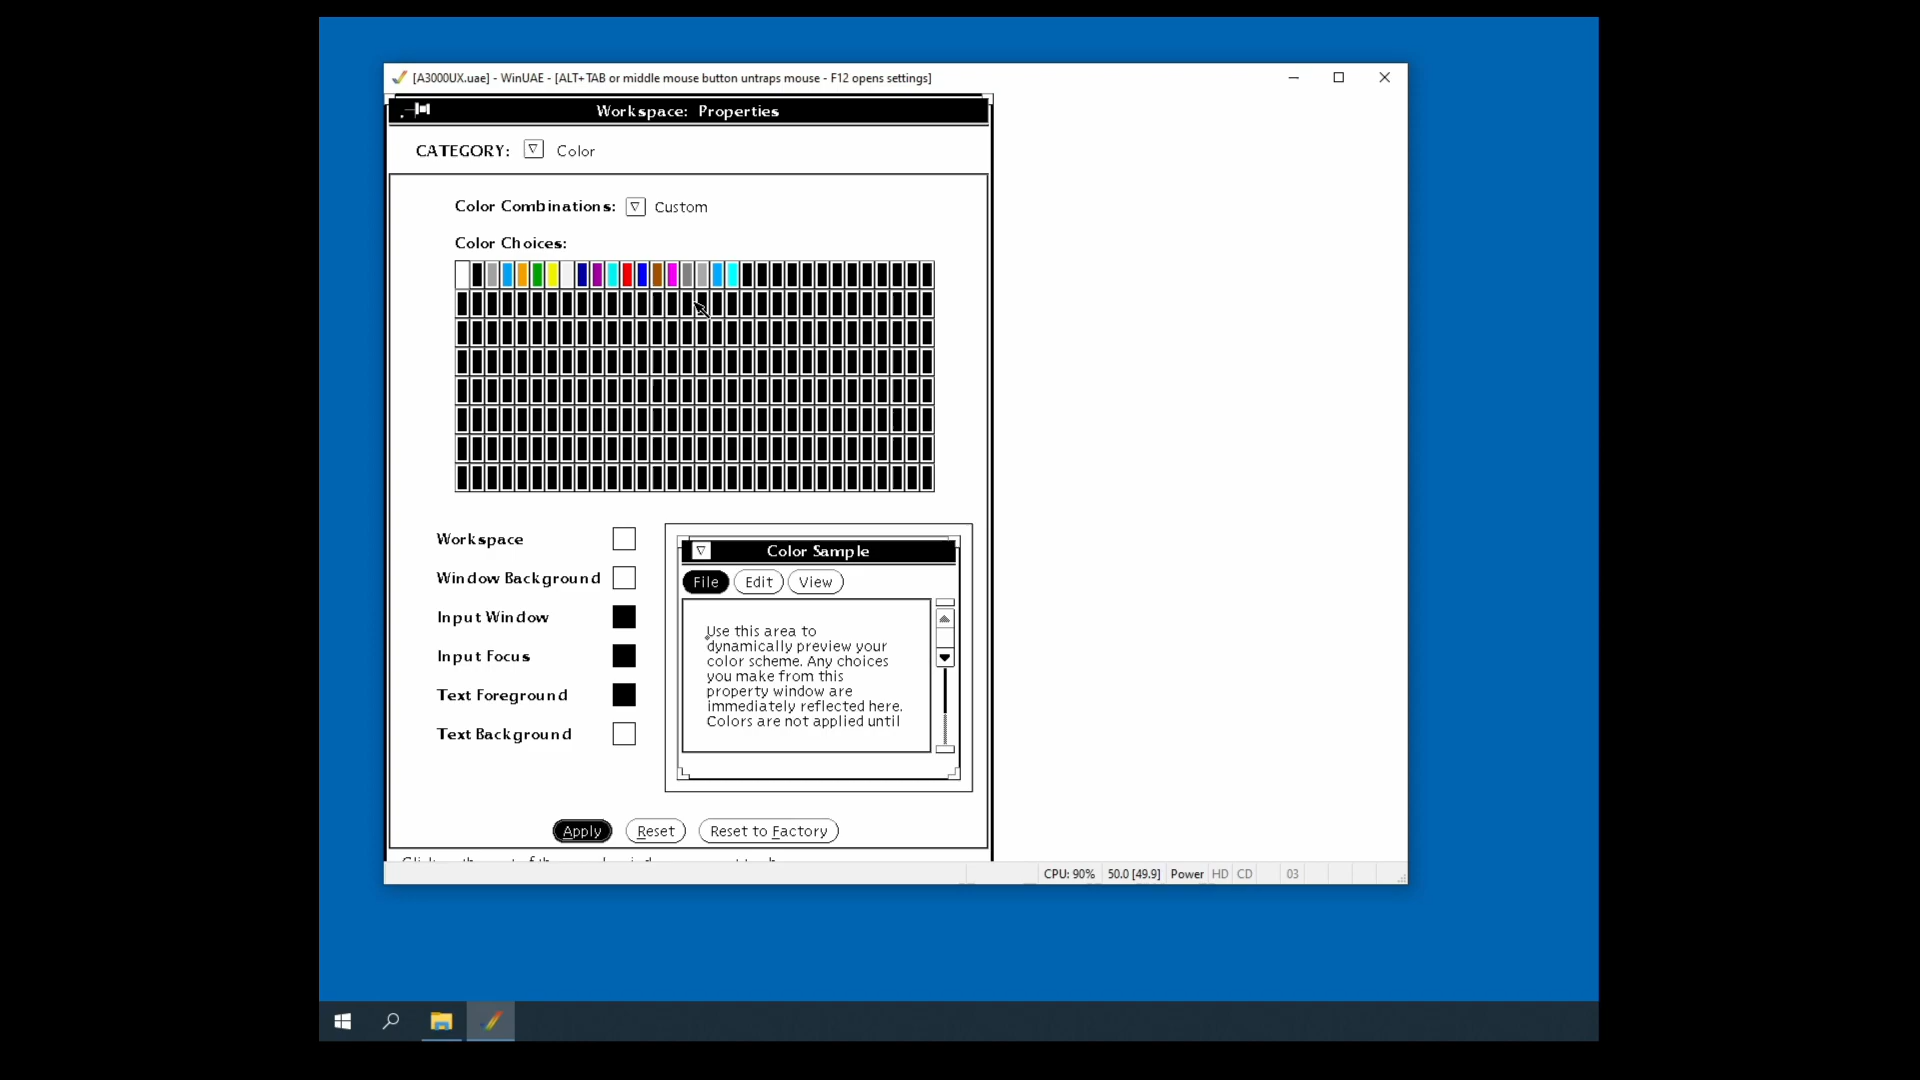 [A3000UX.uae] - WinUAE - [ALT+TAB or middle mouse button untraps mouse - F12 opens settings]
Workspace: Properties
CATEGORY: Color
Color Combinations: Custom
Color Choices:
Workspace
Window Background
Input Window
Input Focus
Text Foreground
Text Background
Color Sample
File Edit View
Use this area to
dynamically preview your
color scheme. Any choices
you make from this
property window are
immediately reflected here.
Colors are not applied until
Apply Reset Reset to Factory
CPU: 90% 50.0 [49.9] Power HD CD 03